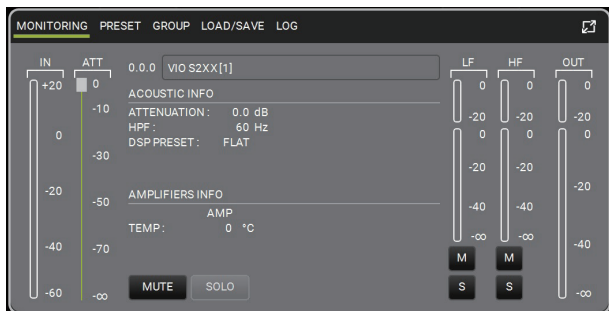 MONITORING PRESET GROUP LOAD/SAVE LOG
IN ATT LF HF OUT
0.0.0 VIO S2XX[1]
+20 0 0 0 0
ACOUSTIC INFO
-10 -20 -20 -20
ATTENUATION : 0.0 dB
HPF : 60 Hz
0 0 0 0
DSP PRESET : FLAT
-30
-20 -20
-20 -20
AMPLIFIERS INFO
-50
-40 -40
AMP
TEMP : 0 °C
-∞ -∞
-40 -70 -40
M M
MUTE SOLO S S
-60 -∞ -∞